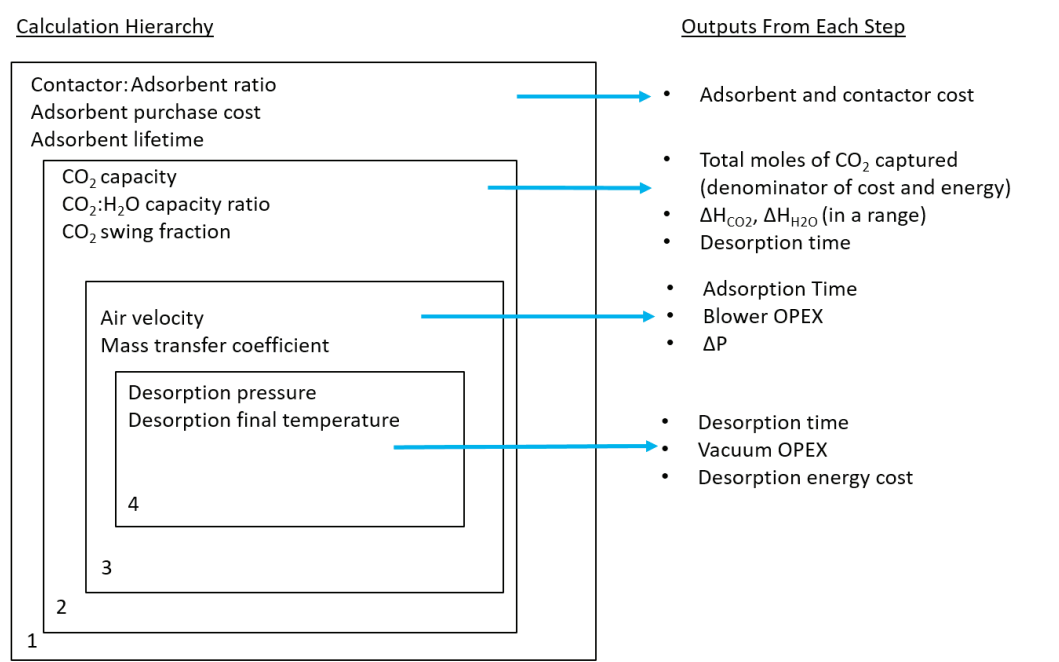 Calculation Hierarchy
Outputs From Each Step
Contactor:Adsorbent ratio
Adsorbent purchase cost
Adsorbent lifetime
• Adsorbent and contactor cost
CO₂ capacity
CO₂:H₂O capacity ratio
CO₂ swing fraction
• Total moles of CO₂ captured
(denominator of cost and energy)
• ΔH_CO2, ΔH_H2O (in a range)
• Desorption time
Air velocity
Mass transfer coefficient
• Adsorption Time
• Blower OPEX
• ΔP
Desorption pressure
Desorption final temperature
• Desorption time
• Vacuum OPEX
• Desorption energy cost
4
3
2
1